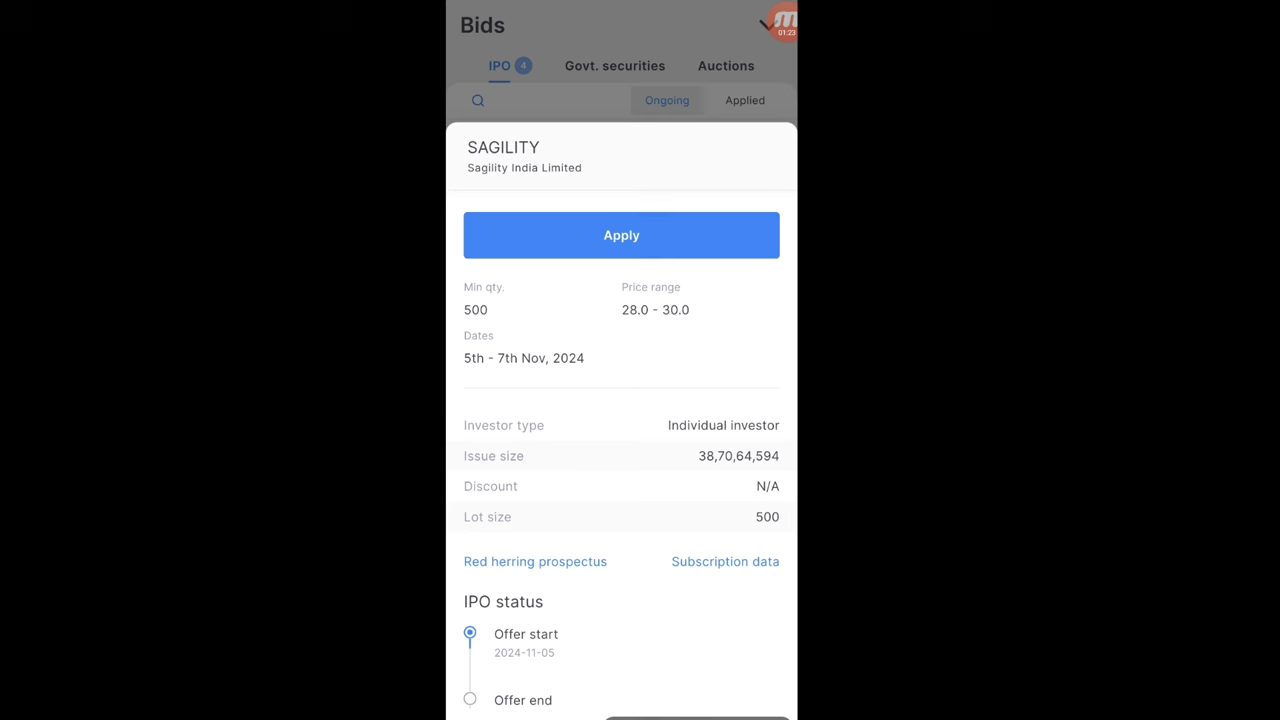 Bids
01:23
IPO 4 Govt. securities Auctions
Ongoing Applied
SAGILITY
Sagility India Limited
Apply
Min qty. Price range
500 28.0 - 30.0
Dates
5th - 7th Nov, 2024
Investor type Individual investor
Issue size 38,70,64,594
Discount N/A
Lot size 500
Red herring prospectus Subscription data
IPO status
Offer start
2024-11-05
Offer end